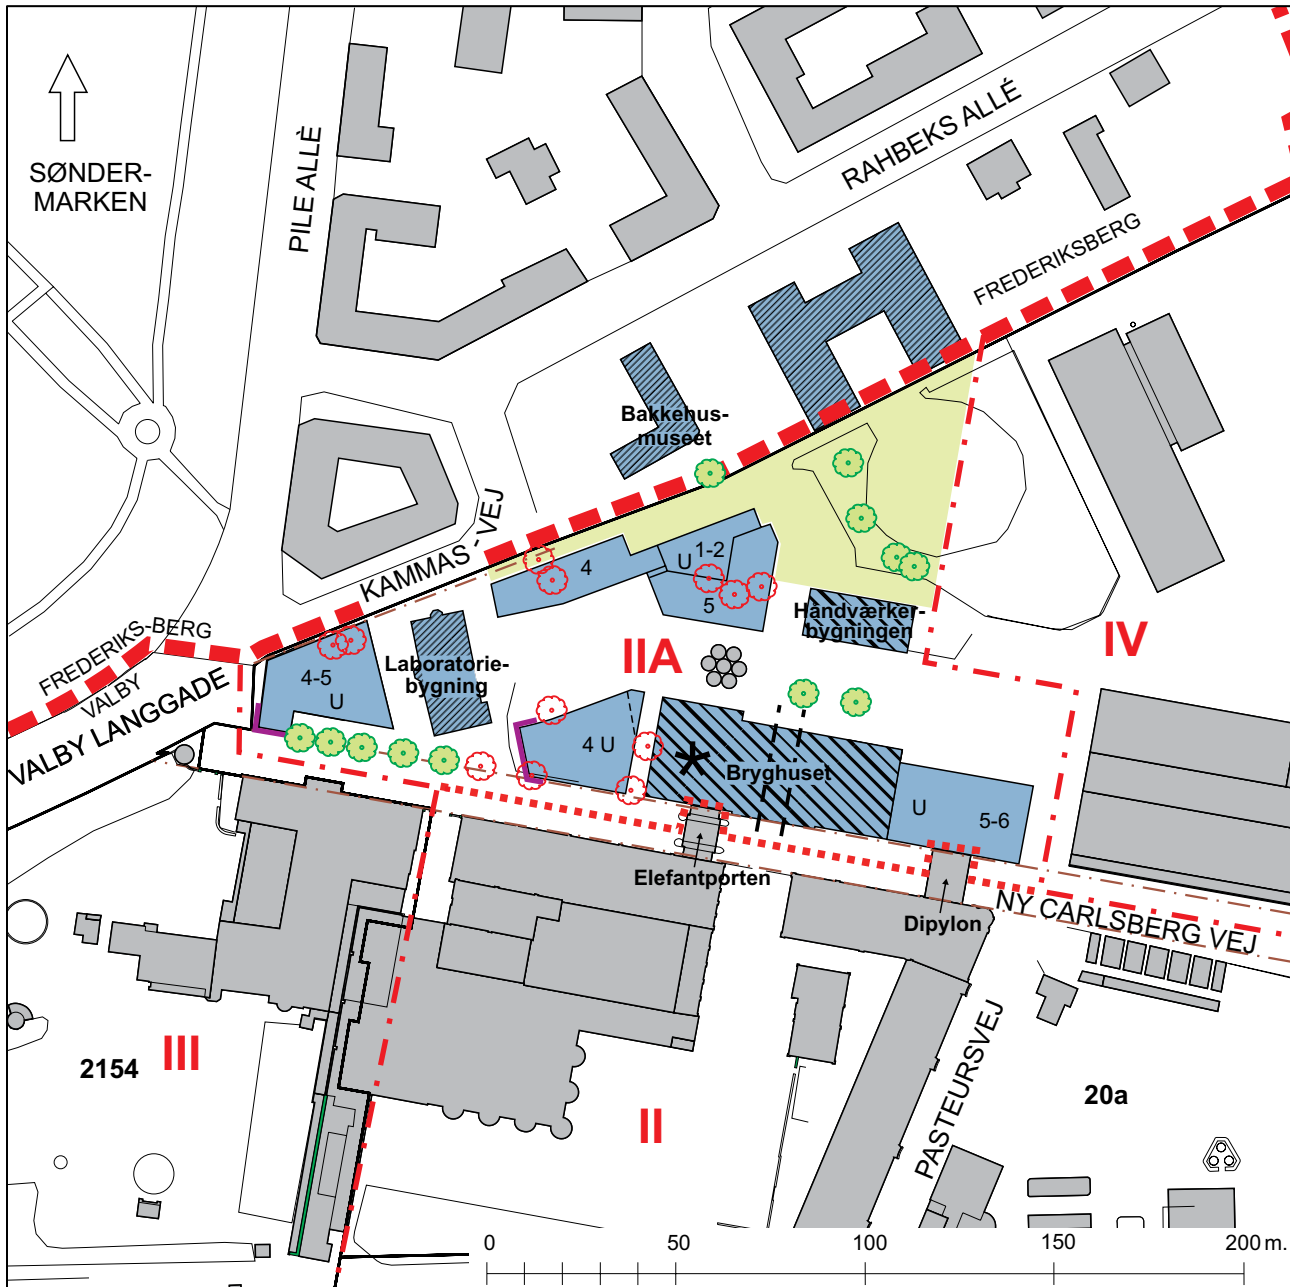 SØNDER-
MARKEN
PILE ALLÈ
RAHBEKS ALLÉ
FREDERIKSBERG
Bakkehus-
museet
KAMMAS - VEJ
FREDERIKS-BERG
VALBY
VALBY LANGGADE
4
U
1-2
5
Håndværker-
bygningen
IIA
IV
4-5
U
Laboratorie-
bygning
4 U
Bryghuset
U
5-6
Elefantporten
Dipylon
NY CARLSBERG VEJ
PASTEURSVEJ
2154
III
II
20a
0
50
100
150
200 m.